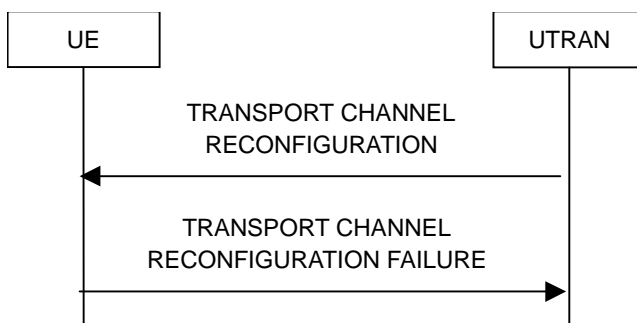 UE
UTRAN
TRANSPORT CHANNEL
RECONFIGURATION
TRANSPORT CHANNEL
RECONFIGURATION FAILURE